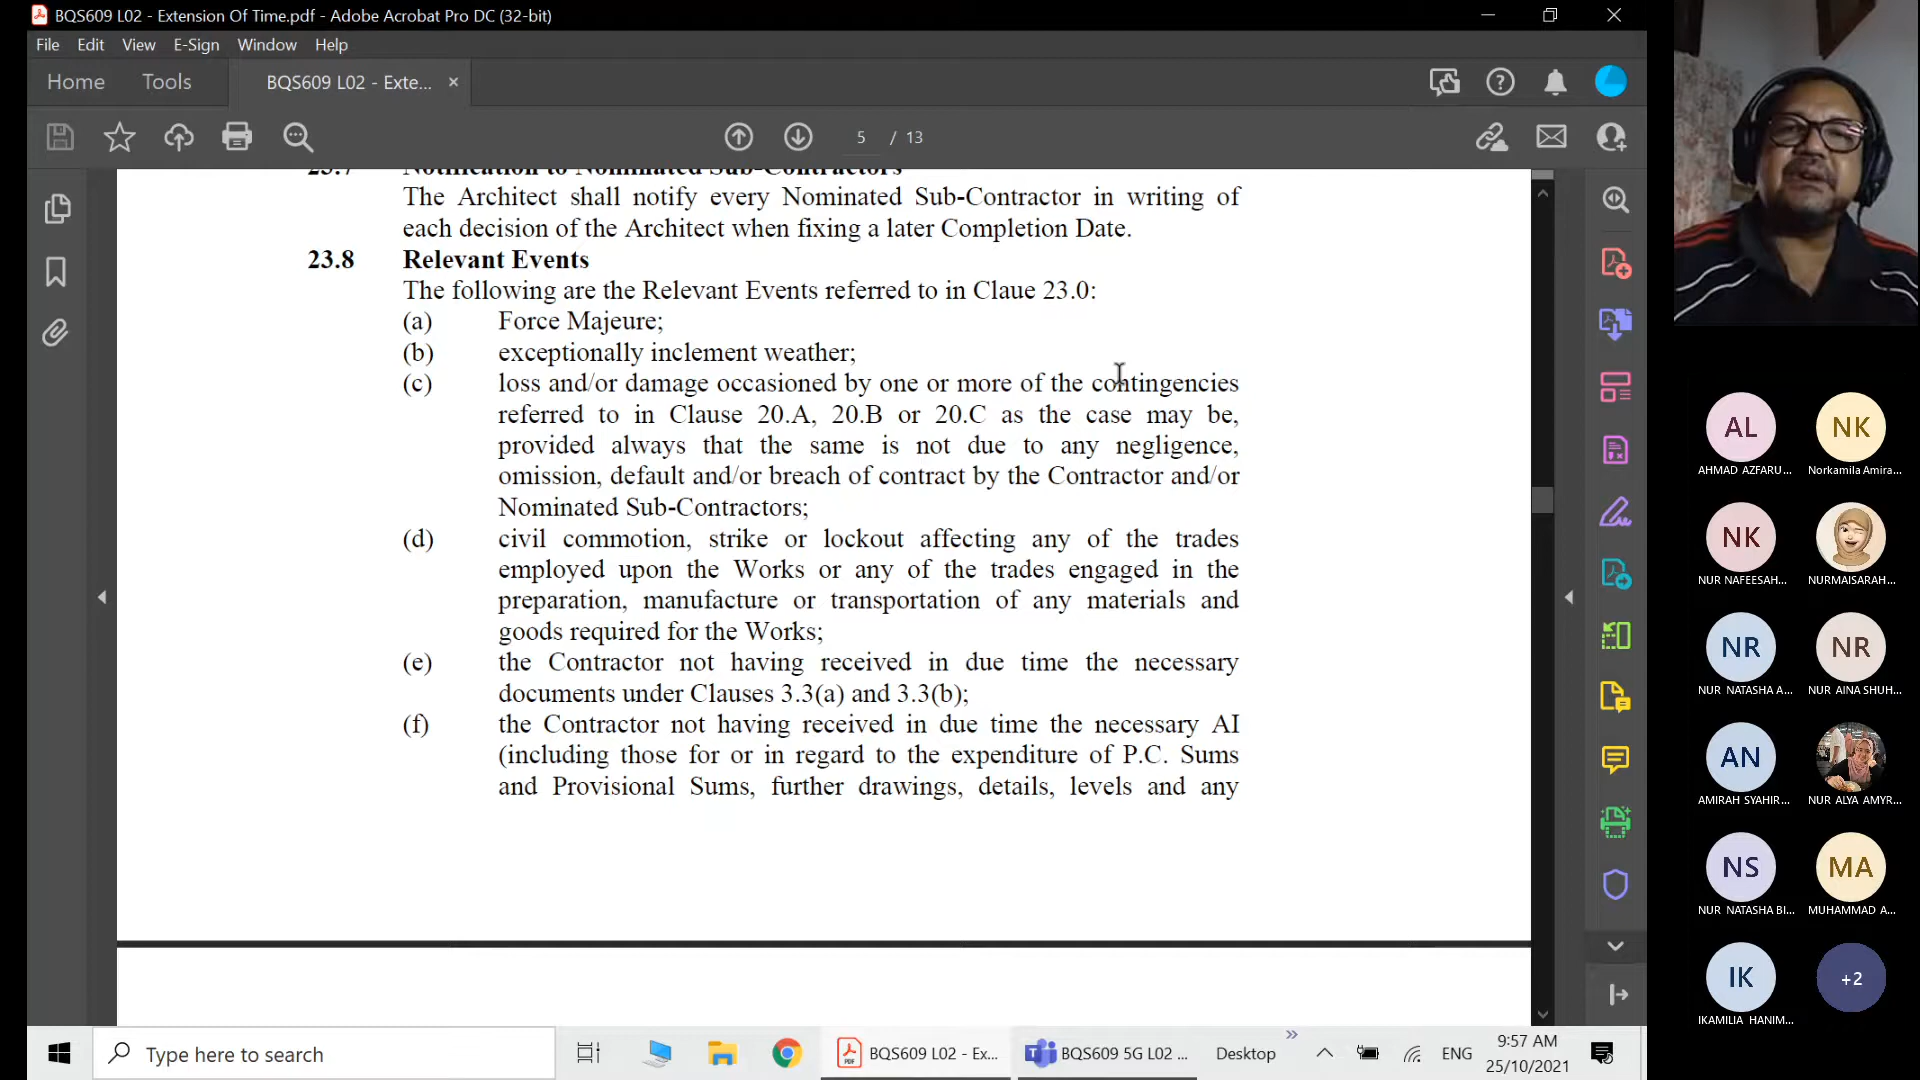 BQS609 L02 - Extension Of Time.pdf - Adobe Acrobat Pro DC (32-bit)
File Edit View E-Sign Window Help
Home Tools BQS609 L02 - Exte... ×
5 / 13
23.7 Notification to Nominated Sub-Contractors
The Architect shall notify every Nominated Sub-Contractor in writing of
each decision of the Architect when fixing a later Completion Date.
23.8 Relevant Events
The following are the Relevant Events referred to in Claue 23.0:
(a) Force Majeure;
(b) exceptionally inclement weather;
(c) loss and/or damage occasioned by one or more of the contingencies
referred to in Clause 20.A, 20.B or 20.C as the case may be,
provided always that the same is not due to any negligence,
omission, default and/or breach of contract by the Contractor and/or
Nominated Sub-Contractors;
(d) civil commotion, strike or lockout affecting any of the trades
employed upon the Works or any of the trades engaged in the
preparation, manufacture or transportation of any materials and
goods required for the Works;
(e) the Contractor not having received in due time the necessary
documents under Clauses 3.3(a) and 3.3(b);
(f) the Contractor not having received in due time the necessary AI
(including those for or in regard to the expenditure of P.C. Sums
and Provisional Sums, further drawings, details, levels and any
AL NK
AHMAD AZFARU... Norkamila Amira...
NK
NUR NAFEESAH... NURMAISARAH...
NR NR
NUR NATASHA A... NUR AINA SHUH...
AN
AMIRAH SYAHIR... NUR ALYA AMYR...
NS MA
NUR NATASHA BI... MUHAMMAD A...
IK +2
IKAMILIA HANIM...
Type here to search
BQS609 L02 - Ex...
BQS609 5G L02 ...
Desktop
ENG
9:57 AM
25/10/2021